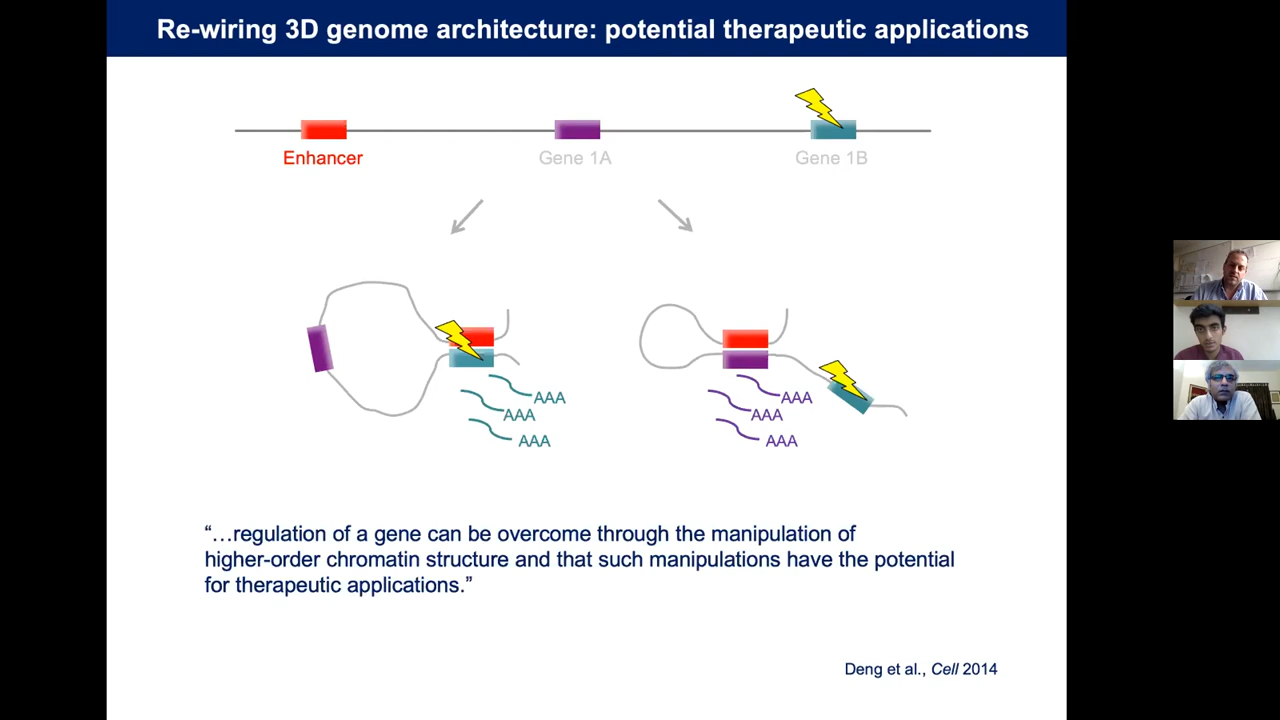 Re-wiring 3D genome architecture: potential therapeutic applications
Enhancer
Gene 1A
Gene 1B
AAA
AAA
AAA
AAA
AAA
AAA
“…regulation of a gene can be overcome through the manipulation of
higher-order chromatin structure and that such manipulations have the potential
for therapeutic applications.”
Deng et al., Cell 2014